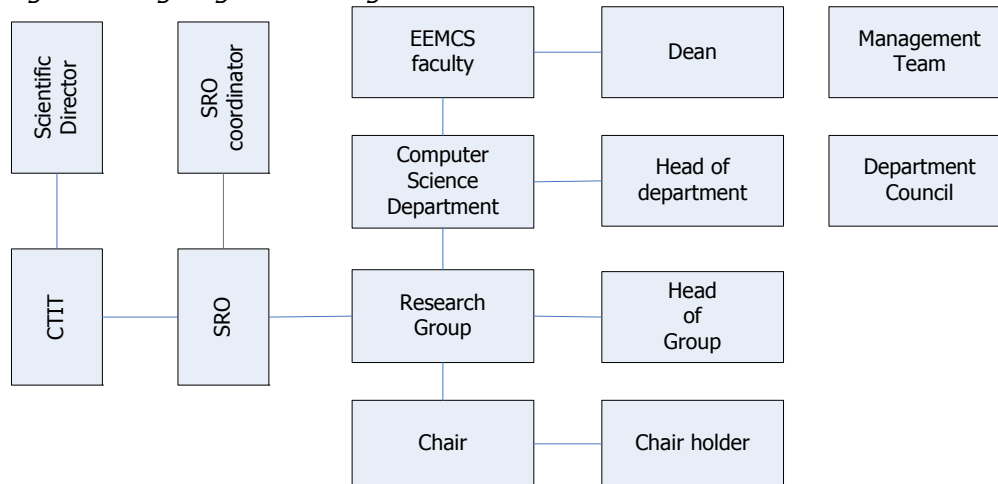 Scientific
Director
SRO
coordinator
EEMCS
faculty
Dean
Management
Team
Computer
Science
Department
Head of
department
Department
Council
CTIT
SRO
Research
Group
Head
of
Group
Chair
Chair holder